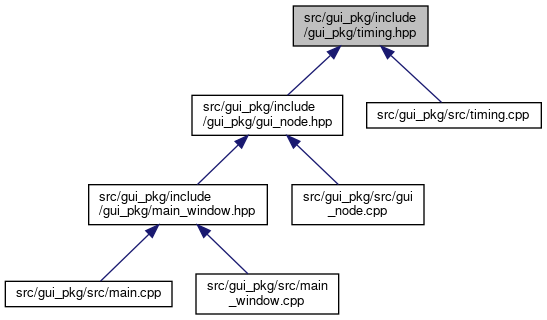 src/gui_pkg/include
/gui_pkg/timing.hpp
src/gui_pkg/include
/gui_pkg/gui_node.hpp
src/gui_pkg/src/timing.cpp
src/gui_pkg/include
/gui_pkg/main_window.hpp
src/gui_pkg/src/gui
_node.cpp
src/gui_pkg/src/main.cpp
src/gui_pkg/src/main
_window.cpp